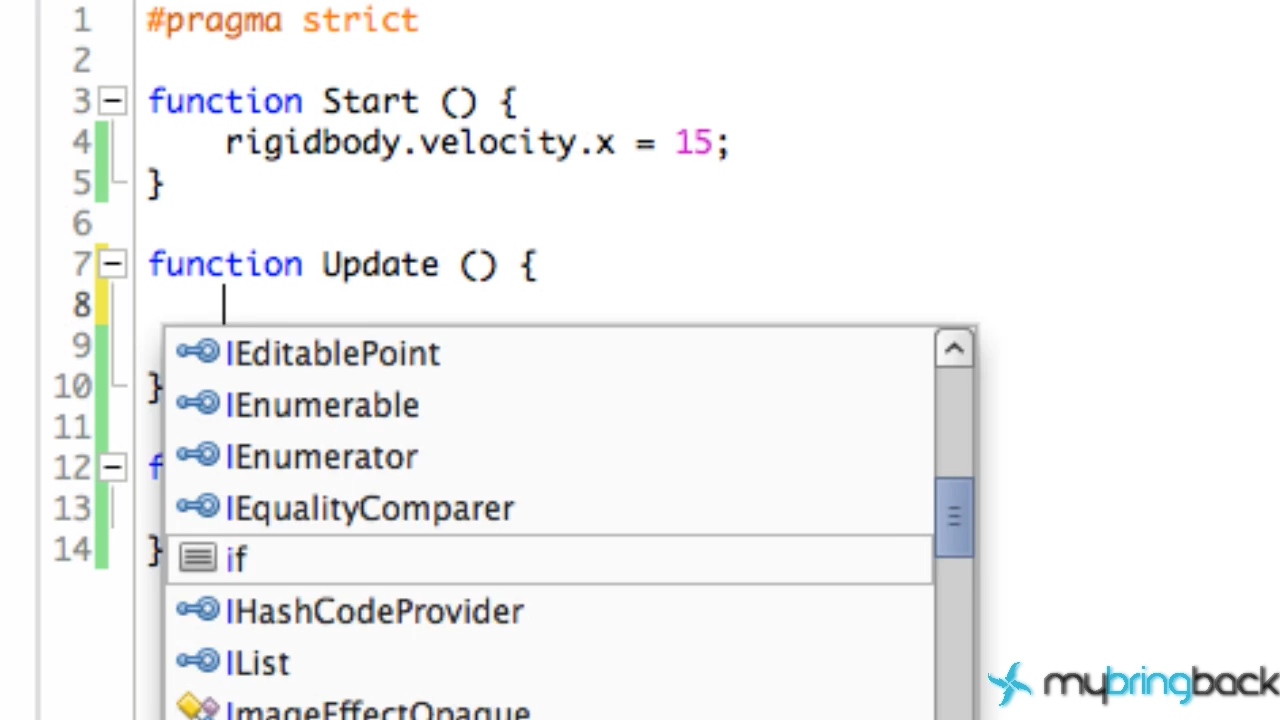 1 #pragma strict
2
3 function Start () {
4 rigidbody.velocity.x = 15;
5 }
6
7 function Update () {
8
9
10 }
11
12 f
13
14 }
IEditablePoint
IEnumerable
IEnumerator
IEqualityComparer
if
IHashCodeProvider
IList
ImageEffectOpaque
mybringback